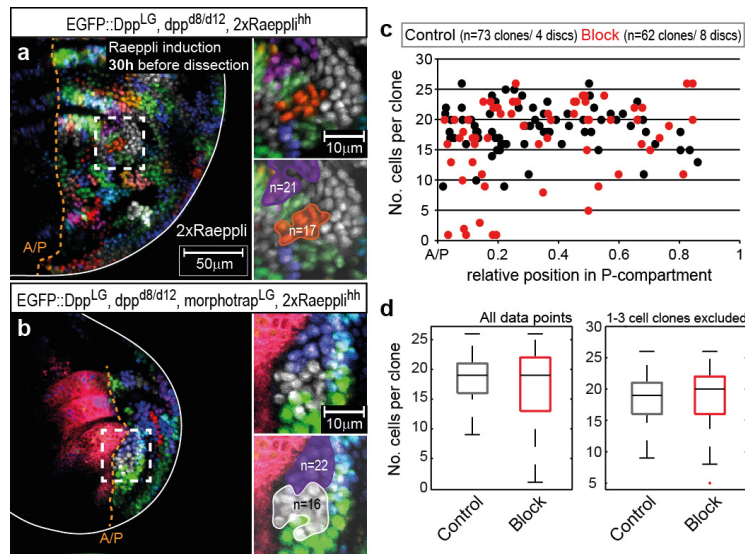 EGFP::Dpp^LG, dpp^d8/d12, 2xRaeppli^hh
a
Raeppli induction
30h before dissection
10µm
n=21
n=17
A/P
2xRaeppli
50µm
EGFP::Dpp^LG, dpp^d8/d12, morphotrap^LG, 2xRaeppli^hh
b
10µm
n=22
n=16
A/P
c
Control (n=73 clones/ 4 discs) Block (n=62 clones/ 8 discs)
No. cells per clone
30
25
20
15
10
5
0
A/P 0.2 0.4 0.6 0.8 1
relative position in P-compartment
d
All data points
No. cells per clone
25
20
15
10
5
0
Control Block
1-3 cell clones excluded
30
25
20
15
10
5
Control Block